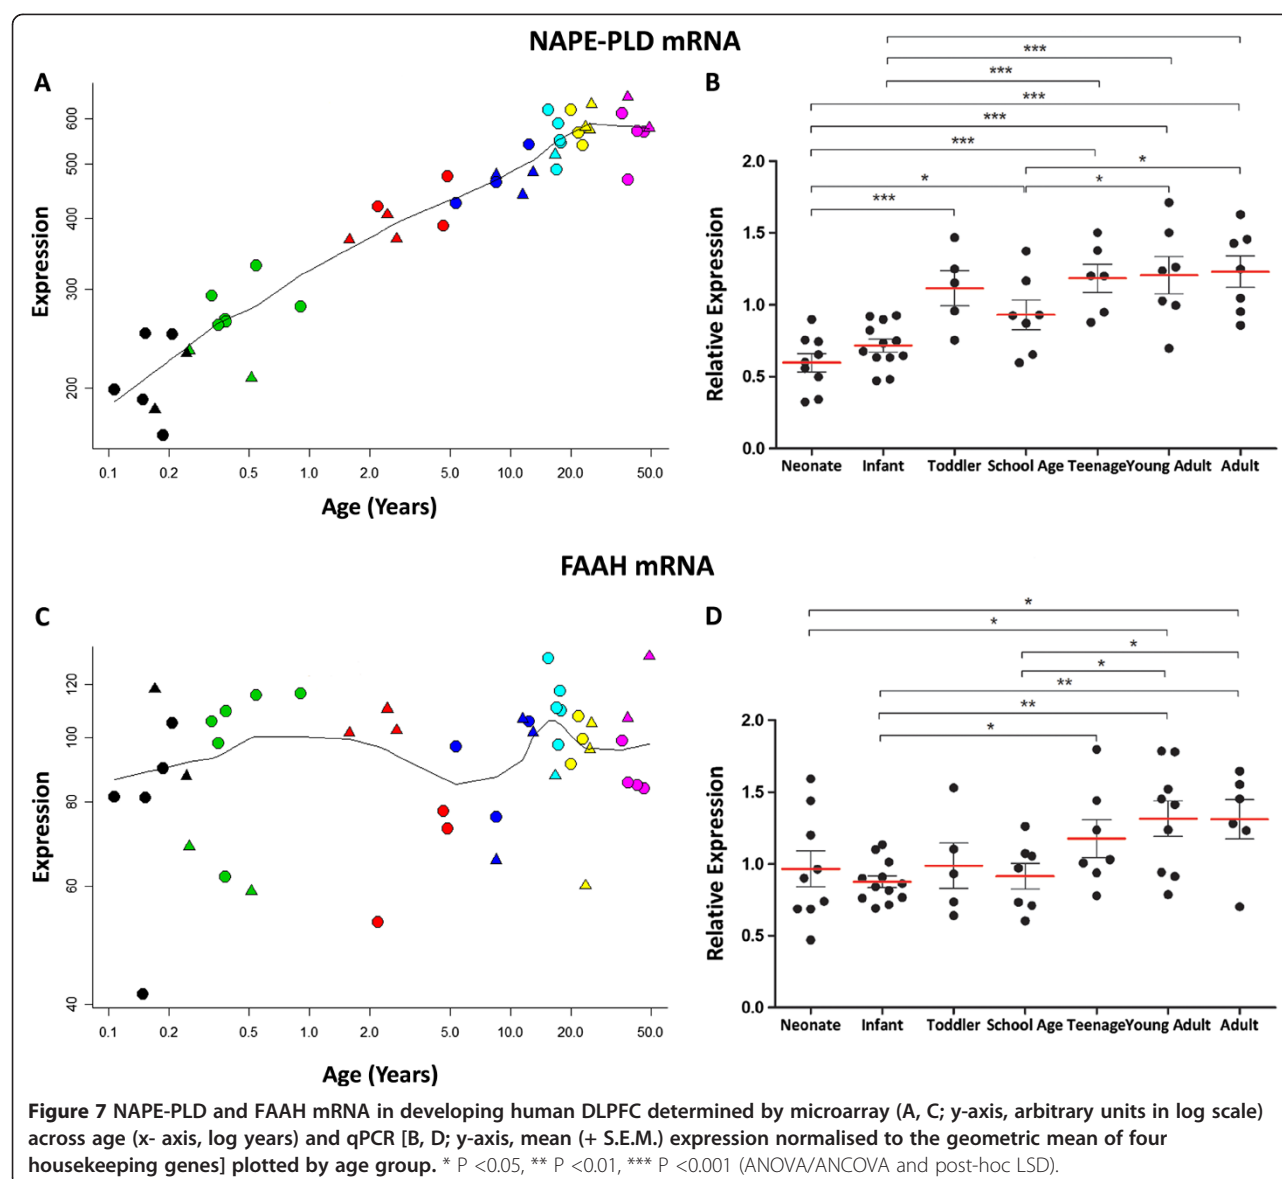 NAPE-PLD mRNA
A
Expression
600
500
400
300
200
0.1 0.2 0.5 1.0 2.0 5.0 10.0 20.0 50.0
Age (Years)
B
***
***
***
***
***
*
*
*
***
Relative Expression
2.0
1.5
1.0
0.5
0.0
Neonate Infant Toddler School Age Teenage Young Adult Adult
FAAH mRNA
C
Expression
120
100
80
60
40
0.1 0.2 0.5 1.0 2.0 5.0 10.0 20.0 50.0
Age (Years)
D
*
*
*
*
**
**
*
Relative Expression
2.0
1.5
1.0
0.5
0.0
Neonate Infant Toddler School Age Teenage Young Adult Adult
Figure 7 NAPE-PLD and FAAH mRNA in developing human DLPFC determined by microarray (A, C; y-axis, arbitrary units in log scale)
across age (x- axis, log years) and qPCR [B, D; y-axis, mean (+ S.E.M.) expression normalised to the geometric mean of four
housekeeping genes] plotted by age group. * P <0.05, ** P <0.01, *** P <0.001 (ANOVA/ANCOVA and post-hoc LSD).